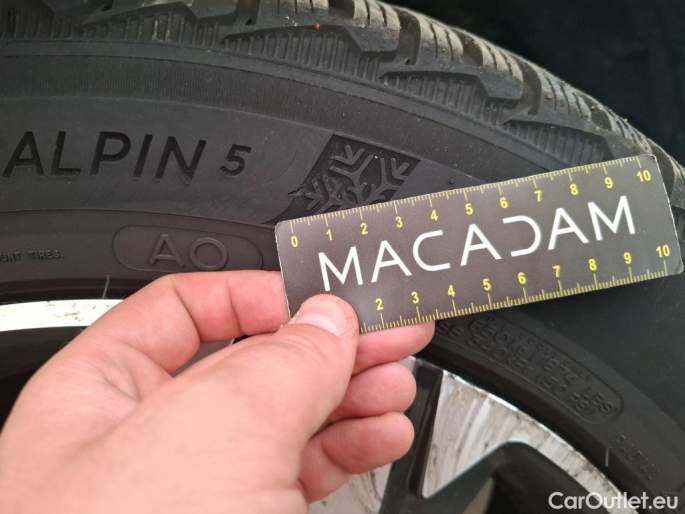 ALPIN 5
0 1 2 3 4 5 6 7 8 9 10
AO
MACADAM
TIRES.
2 3 4 5 6 7 8 9 10
CarOutlet.eu